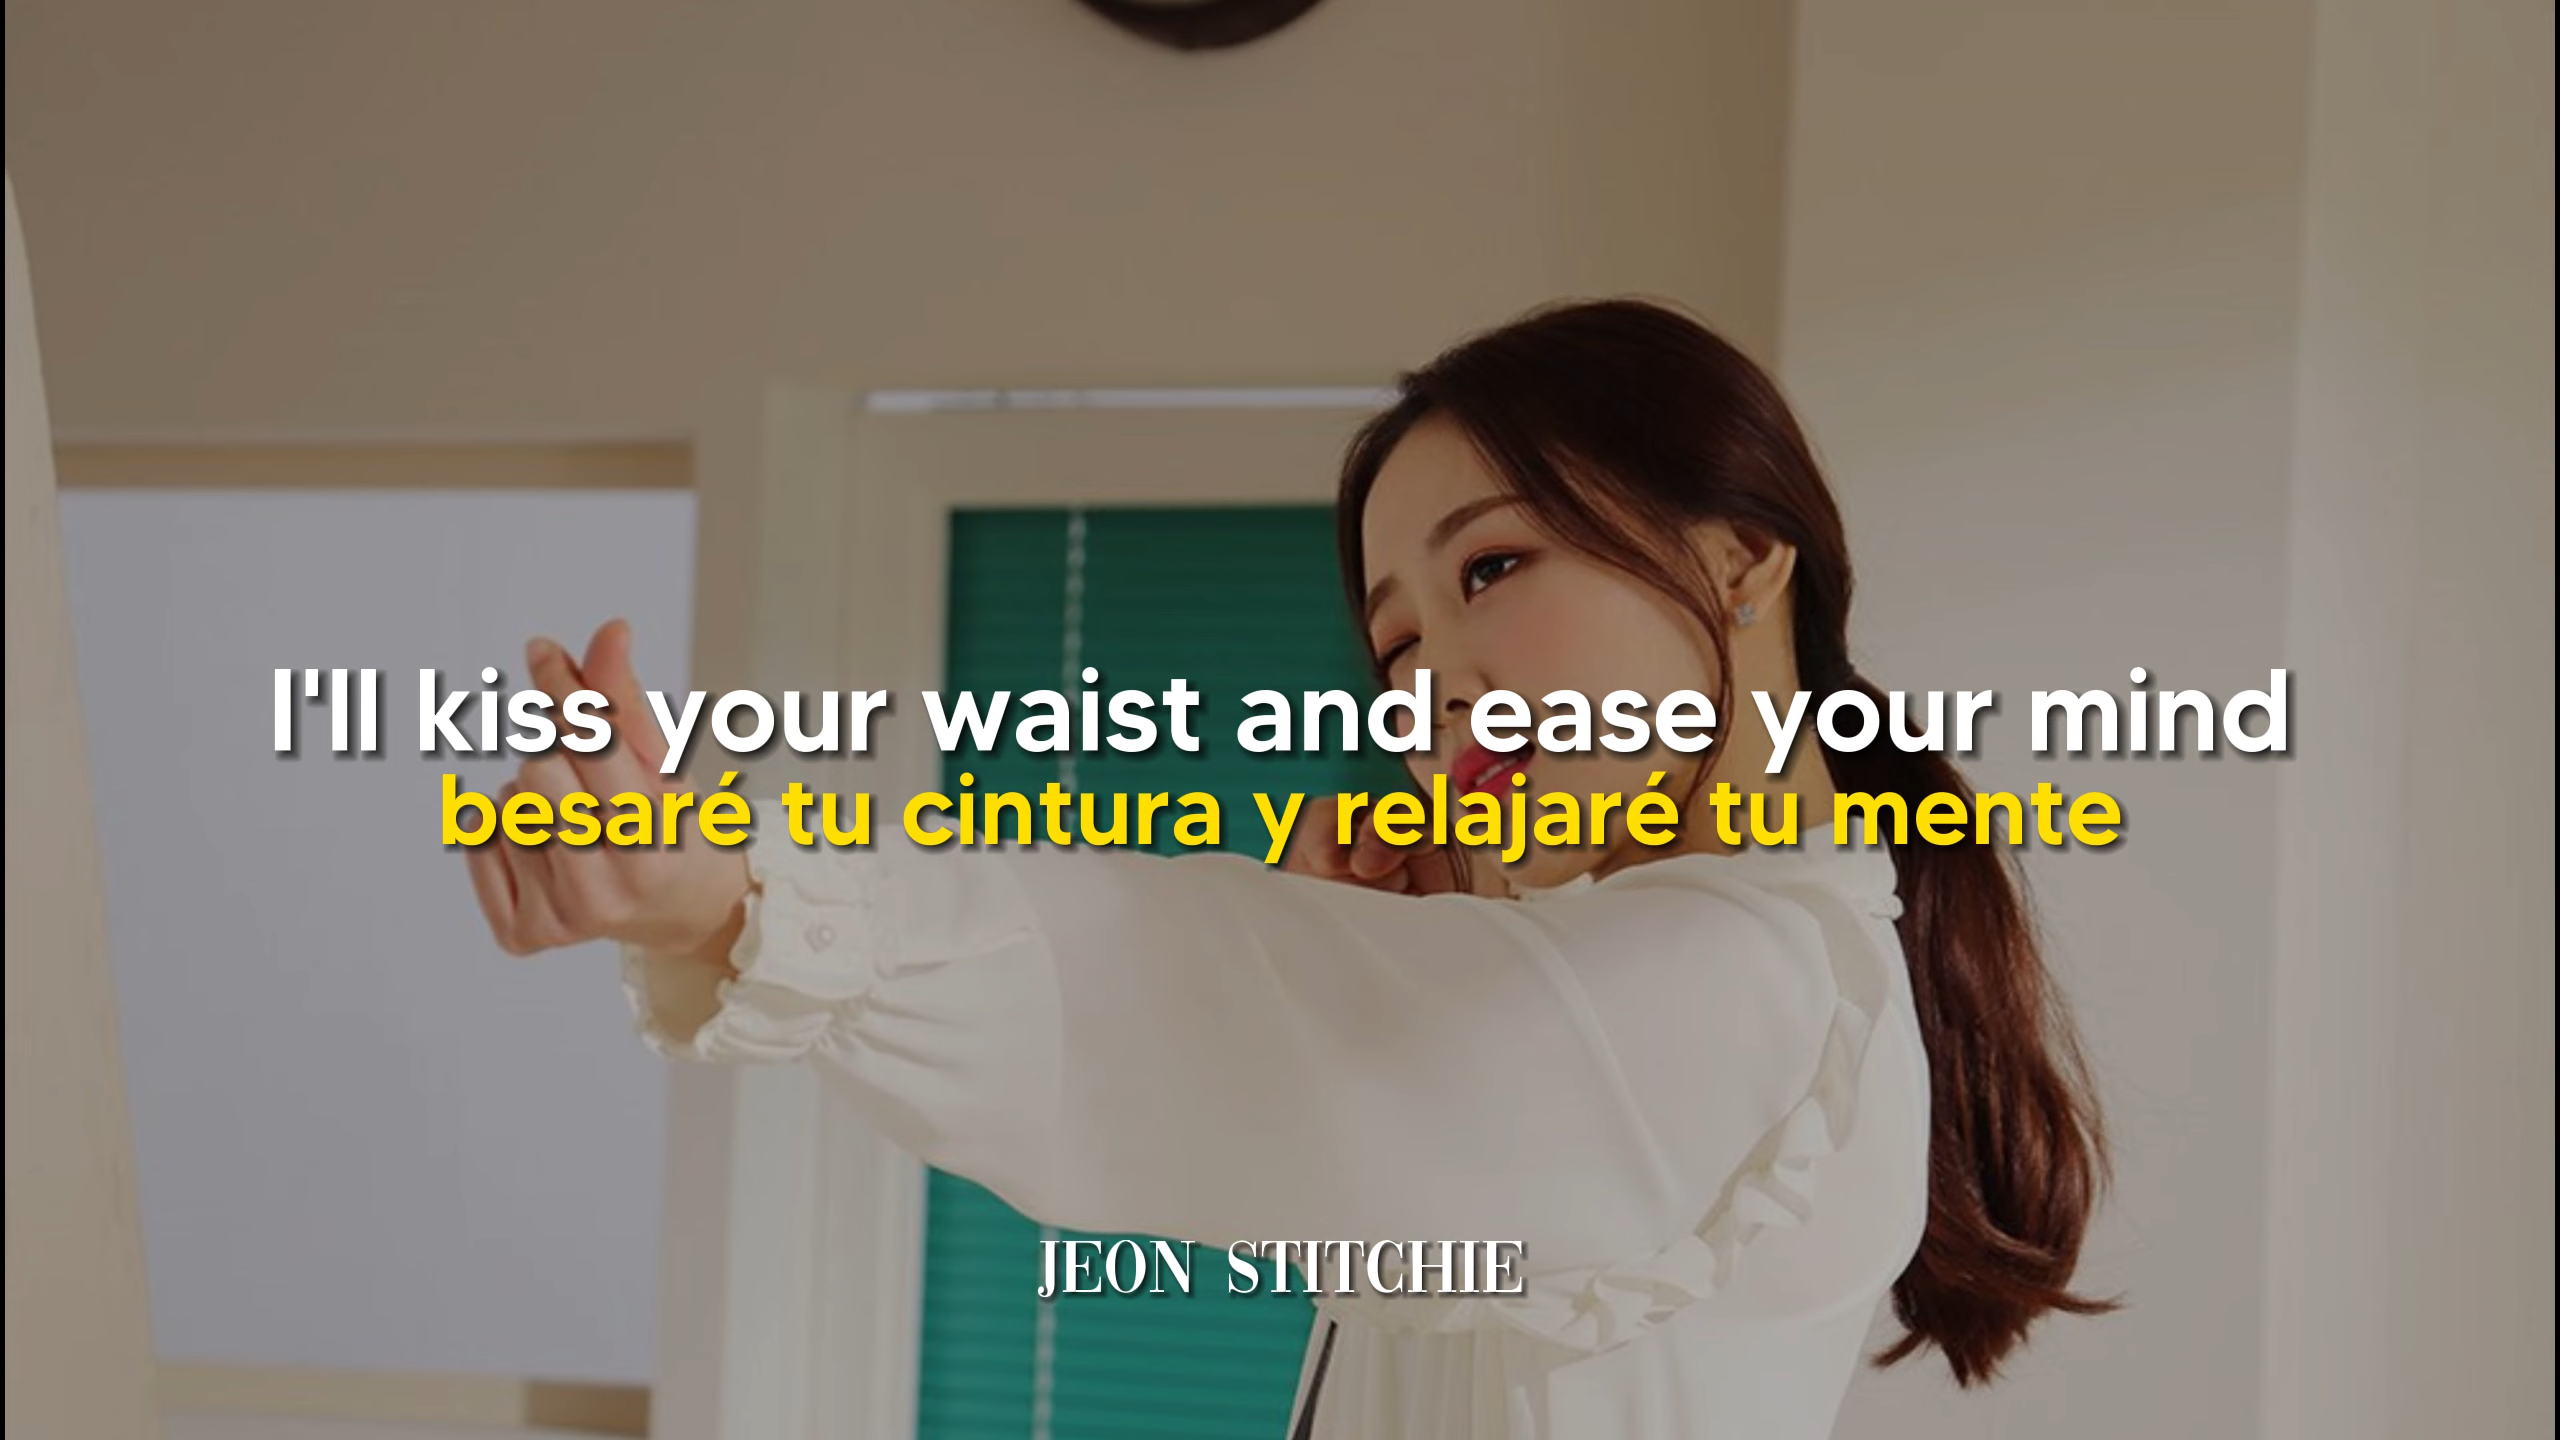 I'll kiss your waist and ease your mind
besaré tu cintura y relajaré tu mente
JEON STITCHIE